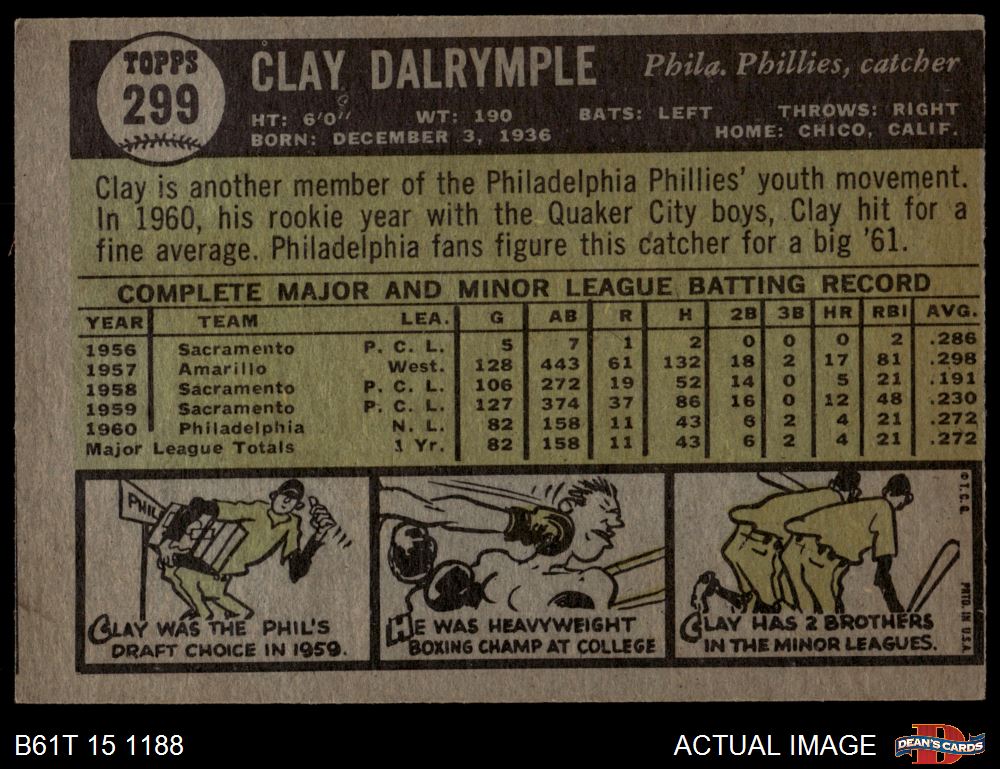 TOPPS
299
CLAY DALRYMPLE
Phila. Phillies, catcher
HT: 6'0" WT: 190 BATS: LEFT THROWS: RIGHT
BORN: DECEMBER 3, 1936 HOME: CHICO, CALIF.
Clay is another member of the Philadelphia Phillies' youth movement.
In 1960, his rookie year with the Quaker City boys, Clay hit for a
fine average. Philadelphia fans figure this catcher for a big '61.
COMPLETE MAJOR AND MINOR LEAGUE BATTING RECORD
YEAR TEAM LEA. G AB R H 2B 3B HR RBI AVG.
1956 Sacramento P. C. L. 5 7 1 2 0 0 0 2 .286
1957 Amarillo West. 128 443 61 132 18 2 17 81 .298
1958 Sacramento P. C. L. 106 272 19 52 14 0 5 21 .191
1959 Sacramento P. C. L. 127 374 37 86 16 0 12 48 .230
1960 Philadelphia N. L. 82 158 11 43 6 2 4 21 .272
Major League Totals 1 Yr. 82 158 11 43 6 2 4 21 .272
PHIL
CLAY WAS THE PHIL'S
DRAFT CHOICE IN 1959.
HE WAS HEAVYWEIGHT
BOXING CHAMP AT COLLEGE
CLAY HAS 2 BROTHERS
IN THE MINOR LEAGUES.
© T. C. G. PRTD. IN U.S.A.
B61T 15 1188
ACTUAL IMAGE
DEAN'S CARDS